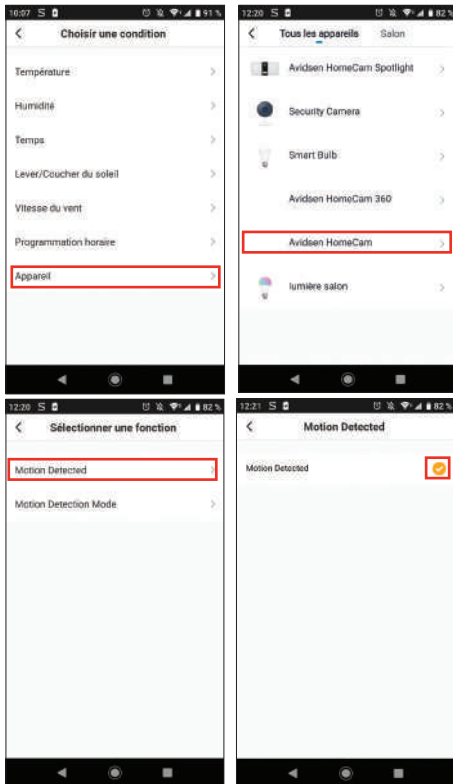 10:07 S 91 %
Choisir une condition
Température
Humidité
Temps
Lever/Coucher du soleil
Vitesse du vent
Programmation horaire
Appareil
12:20 S 82 %
Tous les appareils Salon
Avidsen HomeCam Spotlight
Security Camera
Smart Bulb
Avidsen HomeCam 360
Avidsen HomeCam
lumière salon
12:20 S 82 %
Sélectionner une fonction
Motion Detected
Motion Detection Mode
12:21 S 82 %
Motion Detected
Motion Detected